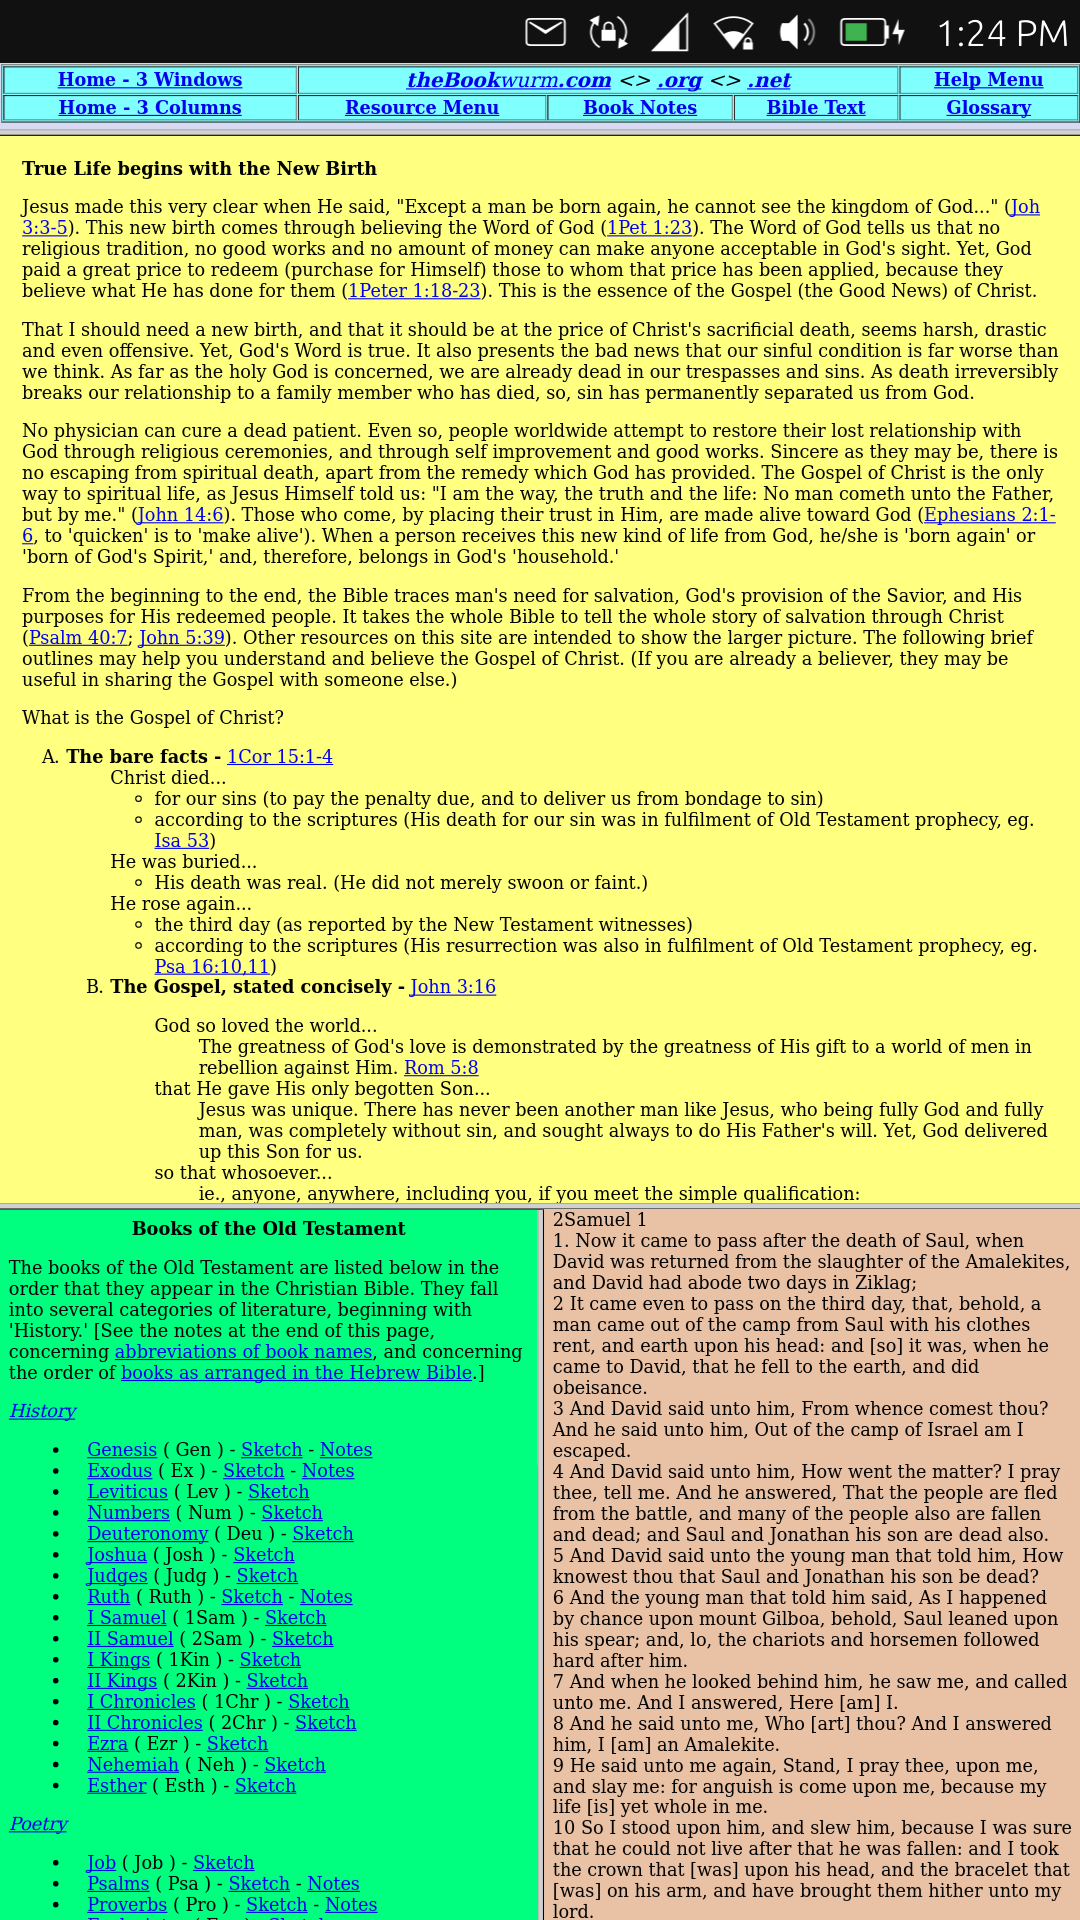 1:24 PM
Home - 3 Windows theBookwurm.com <> .org <> .net Help Menu
Home - 3 Columns Resource Menu Book Notes Bible Text Glossary
True Life begins with the New Birth
Jesus made this very clear when He said, "Except a man be born again, he cannot see the kingdom of God..." (Joh
3:3-5). This new birth comes through believing the Word of God (1Pet 1:23). The Word of God tells us that no
religious tradition, no good works and no amount of money can make anyone acceptable in God's sight. Yet, God
paid a great price to redeem (purchase for Himself) those to whom that price has been applied, because they
believe what He has done for them (1Peter 1:18-23). This is the essence of the Gospel (the Good News) of Christ.
That I should need a new birth, and that it should be at the price of Christ's sacrificial death, seems harsh, drastic
and even offensive. Yet, God's Word is true. It also presents the bad news that our sinful condition is far worse than
we think. As far as the holy God is concerned, we are already dead in our trespasses and sins. As death irreversibly
breaks our relationship to a family member who has died, so, sin has permanently separated us from God.
No physician can cure a dead patient. Even so, people worldwide attempt to restore their lost relationship with
God through religious ceremonies, and through self improvement and good works. Sincere as they may be, there is
no escaping from spiritual death, apart from the remedy which God has provided. The Gospel of Christ is the only
way to spiritual life, as Jesus Himself told us: "I am the way, the truth and the life: No man cometh unto the Father,
but by me." (John 14:6). Those who come, by placing their trust in Him, are made alive toward God (Ephesians 2:1-
6, to 'quicken' is to 'make alive'). When a person receives this new kind of life from God, he/she is 'born again' or
'born of God's Spirit,' and, therefore, belongs in God's 'household.'
From the beginning to the end, the Bible traces man's need for salvation, God's provision of the Savior, and His
purposes for His redeemed people. It takes the whole Bible to tell the whole story of salvation through Christ
(Psalm 40:7; John 5:39). Other resources on this site are intended to show the larger picture. The following brief
outlines may help you understand and believe the Gospel of Christ. (If you are already a believer, they may be
useful in sharing the Gospel with someone else.)
What is the Gospel of Christ?
A. The bare facts - 1Cor 15:1-4
Christ died...
for our sins (to pay the penalty due, and to deliver us from bondage to sin)
according to the scriptures (His death for our sin was in fulfilment of Old Testament prophecy, eg.
Isa 53)
He was buried...
His death was real. (He did not merely swoon or faint.)
He rose again...
the third day (as reported by the New Testament witnesses)
according to the scriptures (His resurrection was also in fulfilment of Old Testament prophecy, eg.
Psa 16:10,11)
B. The Gospel, stated concisely - John 3:16
God so loved the world...
The greatness of God's love is demonstrated by the greatness of His gift to a world of men in
rebellion against Him. Rom 5:8
that He gave His only begotten Son...
Jesus was unique. There has never been another man like Jesus, who being fully God and fully
man, was completely without sin, and sought always to do His Father's will. Yet, God delivered
up this Son for us.
so that whosoever...
ie., anyone, anywhere, including you, if you meet the simple qualification:
Books of the Old Testament
The books of the Old Testament are listed below in the
order that they appear in the Christian Bible. They fall
into several categories of literature, beginning with
'History.' [See the notes at the end of this page,
concerning abbreviations of book names, and concerning
the order of books as arranged in the Hebrew Bible.]
History
• Genesis ( Gen ) - Sketch - Notes
• Exodus ( Ex ) - Sketch - Notes
• Leviticus ( Lev ) - Sketch
• Numbers ( Num ) - Sketch
• Deuteronomy ( Deu ) - Sketch
• Joshua ( Josh ) - Sketch
• Judges ( Judg ) - Sketch
• Ruth ( Ruth ) - Sketch - Notes
• I Samuel ( 1Sam ) - Sketch
• II Samuel ( 2Sam ) - Sketch
• I Kings ( 1Kin ) - Sketch
• II Kings ( 2Kin ) - Sketch
• I Chronicles ( 1Chr ) - Sketch
• II Chronicles ( 2Chr ) - Sketch
• Ezra ( Ezr ) - Sketch
• Nehemiah ( Neh ) - Sketch
• Esther ( Esth ) - Sketch
Poetry
• Job ( Job ) - Sketch
• Psalms ( Psa ) - Sketch - Notes
• Proverbs ( Pro ) - Sketch - Notes
2Samuel 1
1. Now it came to pass after the death of Saul, when
David was returned from the slaughter of the Amalekites,
and David had abode two days in Ziklag;
2 It came even to pass on the third day, that, behold, a
man came out of the camp from Saul with his clothes
rent, and earth upon his head: and [so] it was, when he
came to David, that he fell to the earth, and did
obeisance.
3 And David said unto him, From whence comest thou?
And he said unto him, Out of the camp of Israel am I
escaped.
4 And David said unto him, How went the matter? I pray
thee, tell me. And he answered, That the people are fled
from the battle, and many of the people also are fallen
and dead; and Saul and Jonathan his son are dead also.
5 And David said unto the young man that told him, How
knowest thou that Saul and Jonathan his son be dead?
6 And the young man that told him said, As I happened
by chance upon mount Gilboa, behold, Saul leaned upon
his spear; and, lo, the chariots and horsemen followed
hard after him.
7 And when he looked behind him, he saw me, and called
unto me. And I answered, Here [am] I.
8 And he said unto me, Who [art] thou? And I answered
him, I [am] an Amalekite.
9 He said unto me again, Stand, I pray thee, upon me,
and slay me: for anguish is come upon me, because my
life [is] yet whole in me.
10 So I stood upon him, and slew him, because I was sure
that he could not live after that he was fallen: and I took
the crown that [was] upon his head, and the bracelet that
[was] on his arm, and have brought them hither unto my
lord.